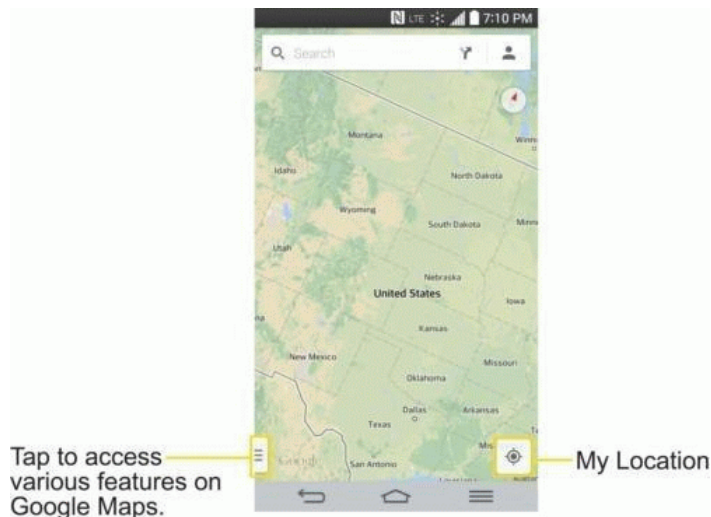 LTE 7:10 PM
Search
Montana
Idaho
North Dakota
Wyoming
South Dakota
Utah
Nebraska
United States
Iowa
Kansas
New Mexico
Missouri
Oklahoma
Dallas
Arkansas
Texas
San Antonio
Tap to access
various features on
Google Maps.
My Location